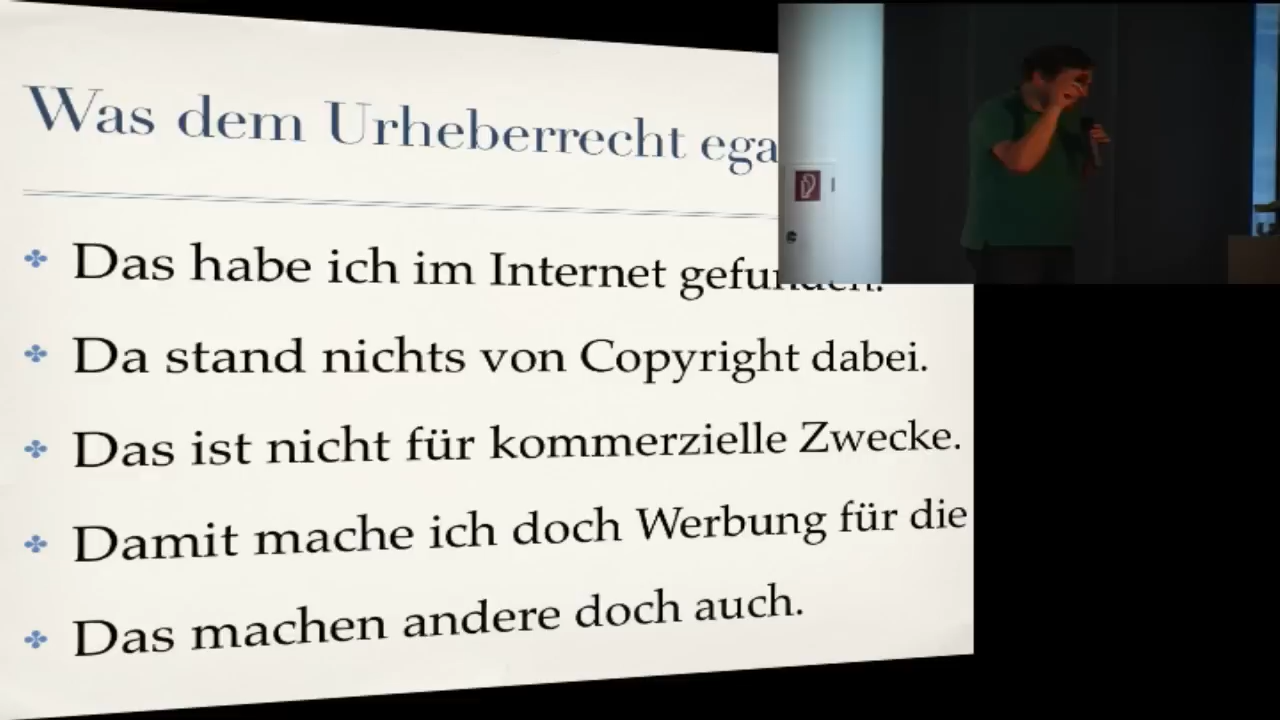 Was dem Urheberrecht ega
Das habe ich im Internet gefunden.
Da stand nichts von Copyright dabei.
Das ist nicht für kommerzielle Zwecke.
Damit mache ich doch Werbung für die
Das machen andere doch auch.